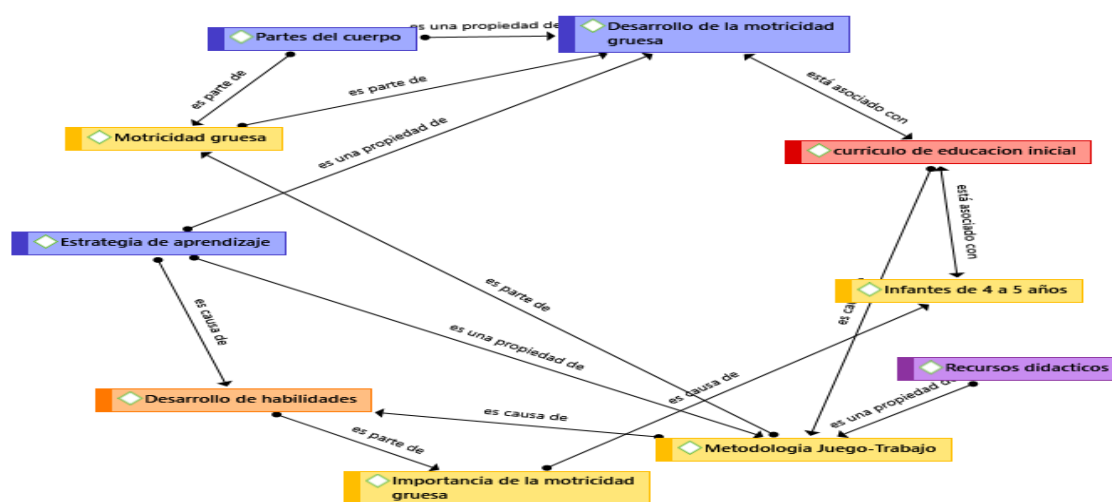 es una propiedad de
Partes del cuerpo
Desarrollo de la motricidad
gruesa
es parte de
es parte de
está asociado con
Motricidad gruesa
es una propiedad de
curriculo de educacion inicial
está asociado con
Estrategia de aprendizaje
es parte de
Infantes de 4 a 5 años
es causa de
es una propiedad de
Recursos didacticos
es causa de
Desarrollo de habilidades
es causa de
es una propiedad de
es parte de
Metodologia Juego-Trabajo
Importancia de la motricidad
gruesa